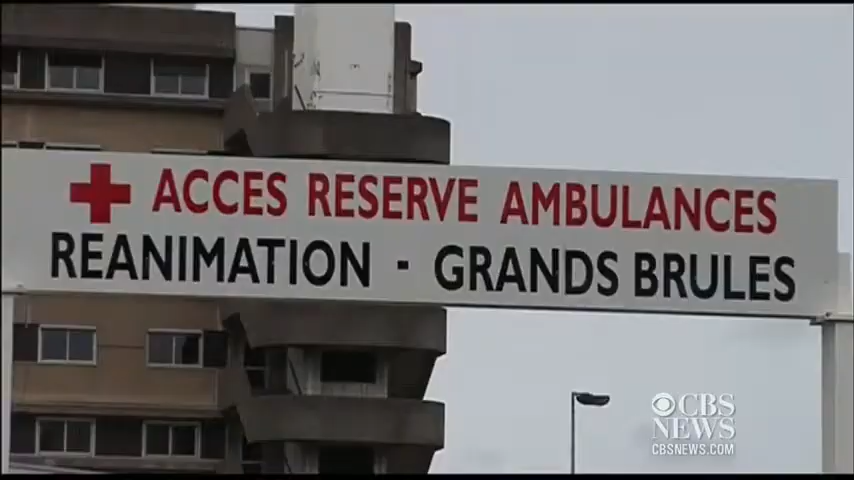 ACCES RESERVE AMBULANCES
REANIMATION - GRANDS BRULES
CBS
NEWS
CBSNEWS.COM